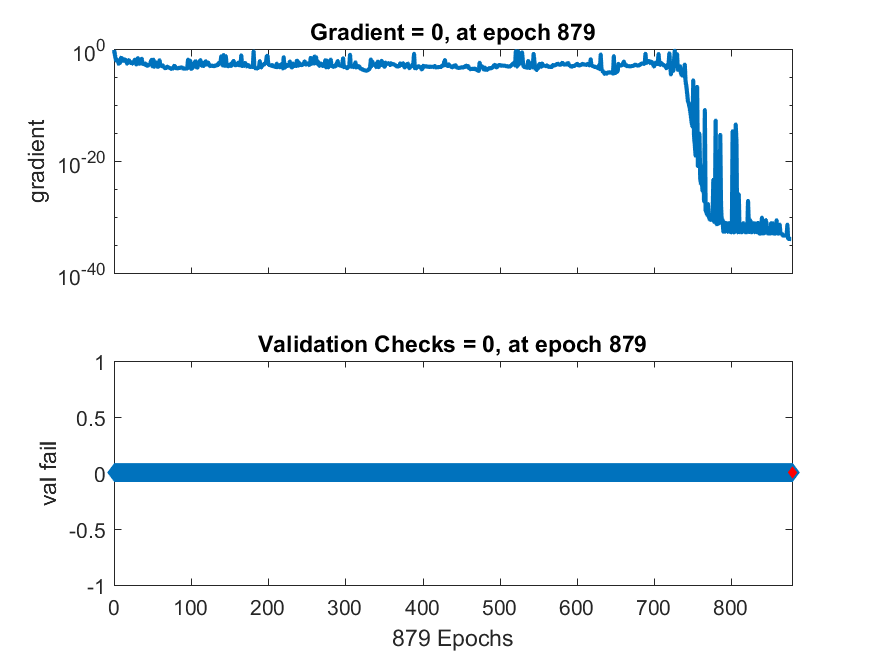 Gradient = 0, at epoch 879
10^0
10^-20
10^-40
gradient
Validation Checks = 0, at epoch 879
1
0.5
0
-0.5
-1
val fail
0 100 200 300 400 500 600 700 800
879 Epochs